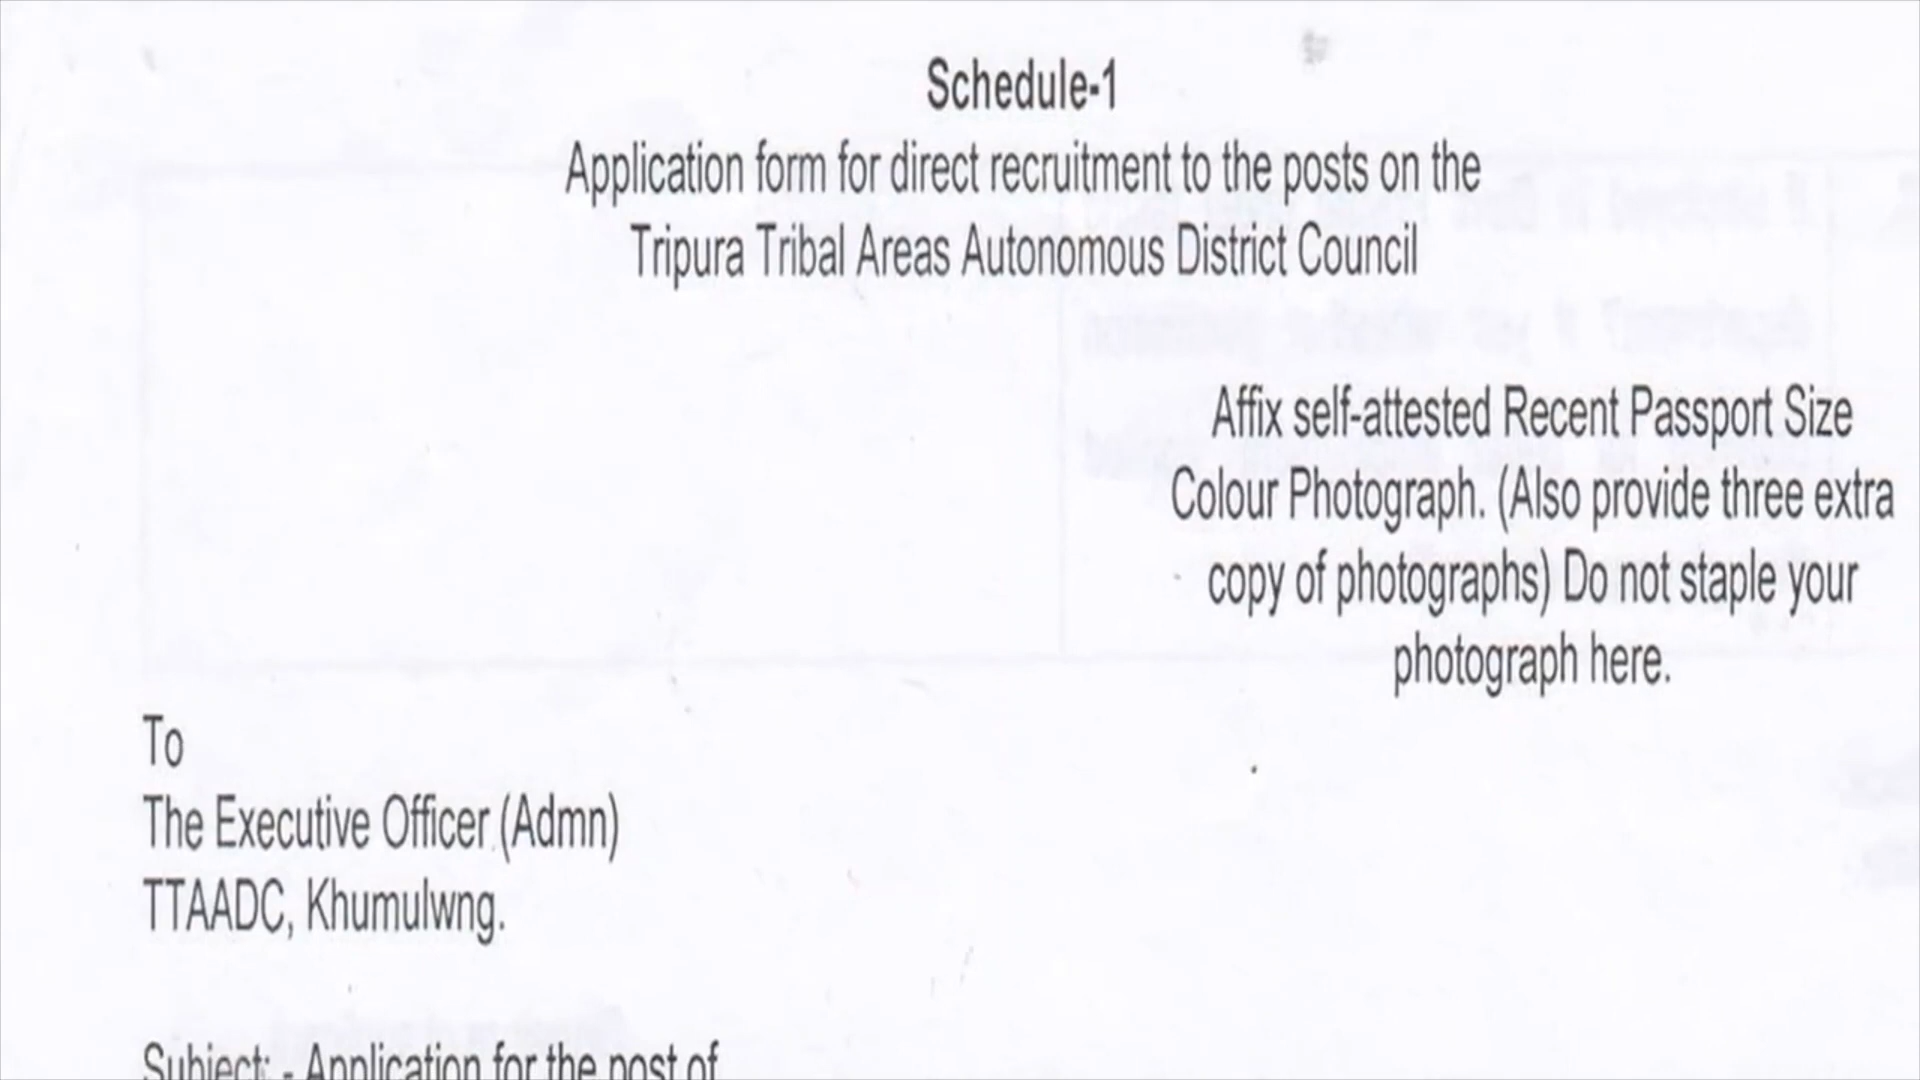 Schedule-1
Application form for direct recruitment to the posts on the
Tripura Tribal Areas Autonomous District Council
Affix self-attested Recent Passport Size
Colour Photograph. (Also provide three extra
copy of photographs) Do not staple your
photograph here.
To
The Executive Officer (Admn)
TTAADC, Khumulwng.
Subject: - Application for the post of